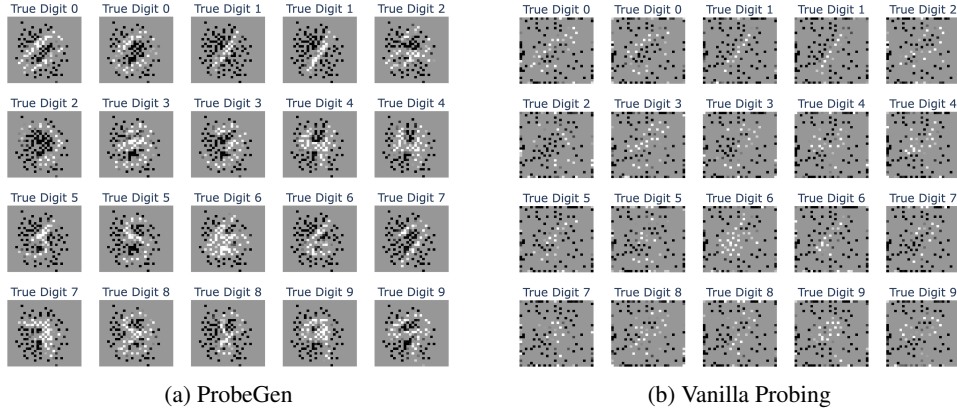 True Digit 0 True Digit 0 True Digit 1 True Digit 1 True Digit 2
True Digit 2 True Digit 3 True Digit 3 True Digit 4 True Digit 4
True Digit 5 True Digit 5 True Digit 6 True Digit 6 True Digit 7
True Digit 7 True Digit 8 True Digit 8 True Digit 9 True Digit 9
(a) ProbeGen
True Digit 0 True Digit 0 True Digit 1 True Digit 1 True Digit 2
True Digit 2 True Digit 3 True Digit 3 True Digit 4 True Digit 4
True Digit 5 True Digit 5 True Digit 6 True Digit 6 True Digit 7
True Digit 7 True Digit 8 True Digit 8 True Digit 9 True Digit 9
(b) Vanilla Probing